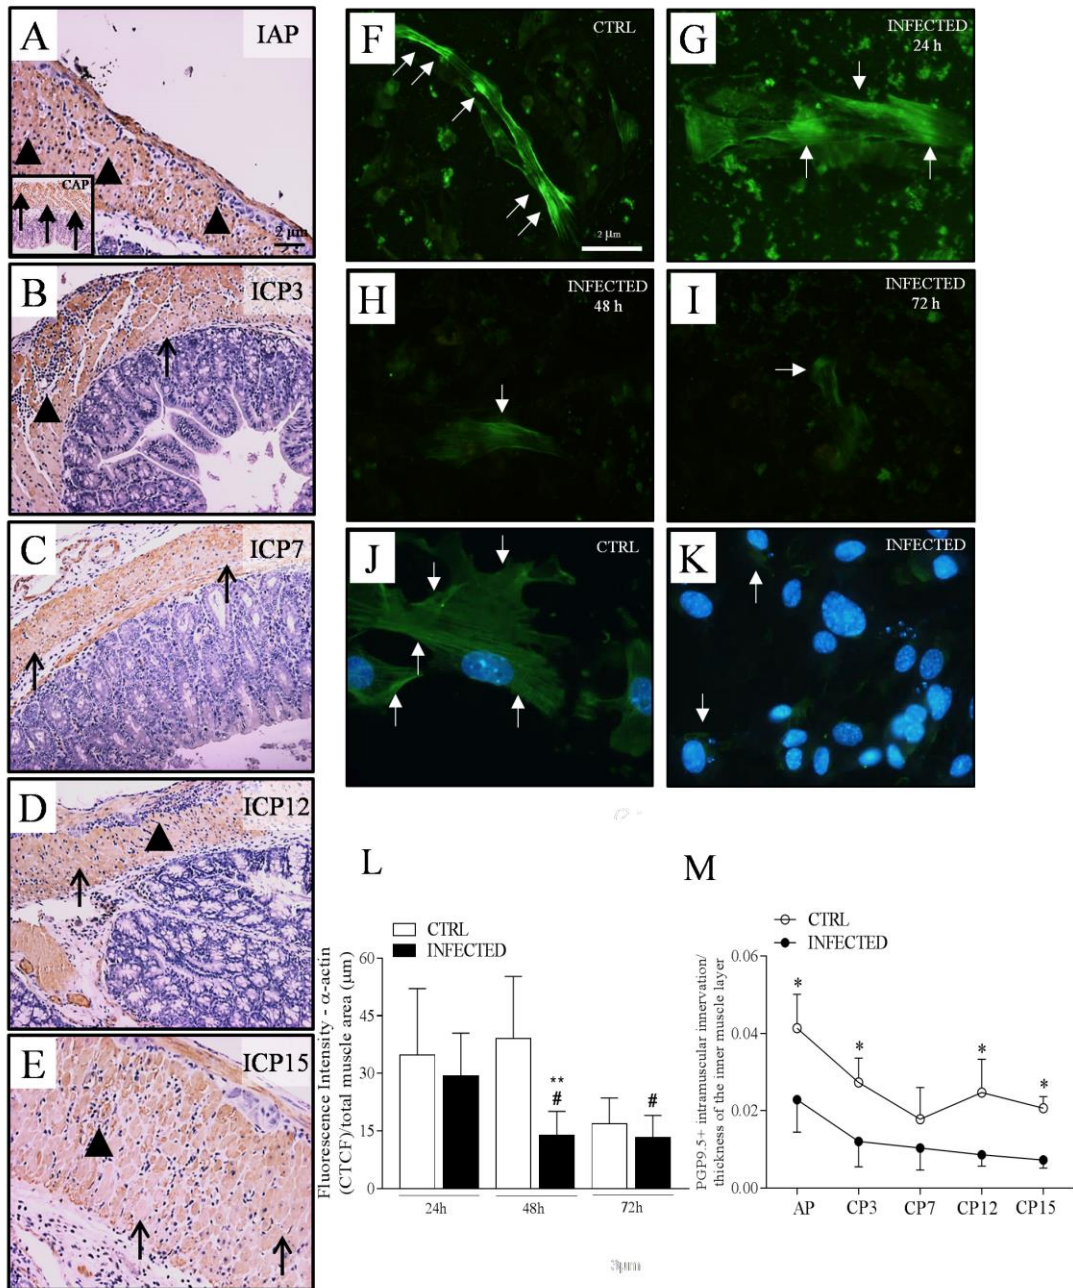 A
IAP
CAP
2 µm
B
ICP3
C
ICP7
D
ICP12
E
ICP15
F
CTRL
2 µm
G
INFECTED
24 h
H
INFECTED
48 h
I
INFECTED
72 h
J
CTRL
K
INFECTED
L
CTRL
INFECTED
Fluorescence Intensity - α-actin
(CTCF)/total muscle area (µm)
60
45
30
15
0
**
#
#
24h
48h
72h
M
CTRL
INFECTED
PGP9.5+ intramuscular innervation/
thickness of the inner muscle layer
0.06
0.04
0.02
0.00
*
*
*
*
AP
CP3
CP7
CP12
CP15
3µm